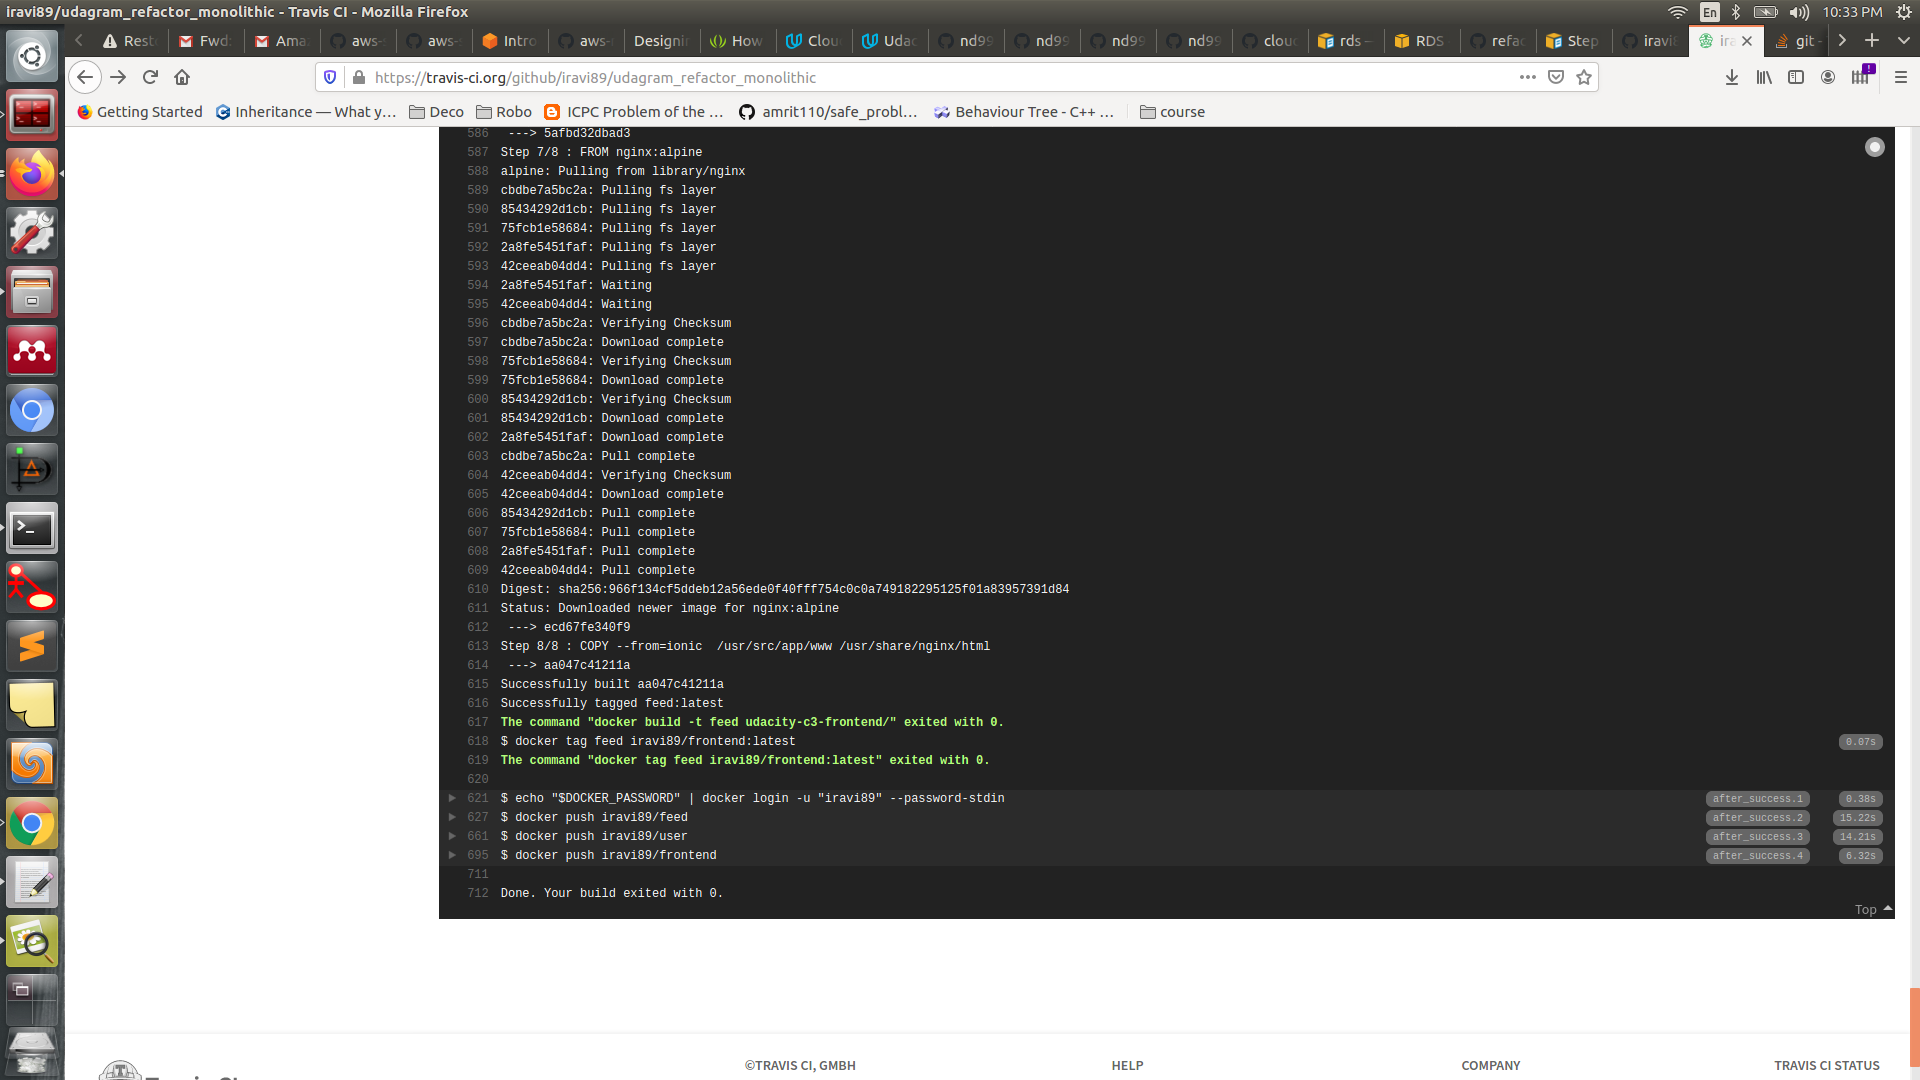 iravi89/udagram_refactor_monolithic - Travis CI - Mozilla Firefox
En
10:33 PM
Rest
Fwd:
Ama
aws-
aws-
Intro
aws-
Designi
How
Clou
Udac
nd99
nd99
nd99
nd99
clou
rds –
RDS
refac
Step
iravi
ira
git -
https://travis-ci.org/github/iravi89/udagram_refactor_monolithic
Getting Started
Inheritance — What y…
Deco
Robo
ICPC Problem of the …
amrit110/safe_probl…
Behaviour Tree - C++ …
course
586 ---> 5afbd32dbad3
587 Step 7/8 : FROM nginx:alpine
588 alpine: Pulling from library/nginx
589 cbdbe7a5bc2a: Pulling fs layer
590 85434292d1cb: Pulling fs layer
591 75fcb1e58684: Pulling fs layer
592 2a8fe5451faf: Pulling fs layer
593 42ceeab04dd4: Pulling fs layer
594 2a8fe5451faf: Waiting
595 42ceeab04dd4: Waiting
596 cbdbe7a5bc2a: Verifying Checksum
597 cbdbe7a5bc2a: Download complete
598 75fcb1e58684: Verifying Checksum
599 75fcb1e58684: Download complete
600 85434292d1cb: Verifying Checksum
601 85434292d1cb: Download complete
602 2a8fe5451faf: Download complete
603 cbdbe7a5bc2a: Pull complete
604 42ceeab04dd4: Verifying Checksum
605 42ceeab04dd4: Download complete
606 85434292d1cb: Pull complete
607 75fcb1e58684: Pull complete
608 2a8fe5451faf: Pull complete
609 42ceeab04dd4: Pull complete
610 Digest: sha256:966f134cf5ddeb12a56ede0f40fff754c0c0a749182295125f01a83957391d84
611 Status: Downloaded newer image for nginx:alpine
612 ---> ecd67fe340f9
613 Step 8/8 : COPY --from=ionic  /usr/src/app/www /usr/share/nginx/html
614 ---> aa047c41211a
615 Successfully built aa047c41211a
616 Successfully tagged feed:latest
617 The command "docker build -t feed udacity-c3-frontend/" exited with 0.
618 $ docker tag feed iravi89/frontend:latest 0.07s
619 The command "docker tag feed iravi89/frontend:latest" exited with 0.
620
621 $ echo "$DOCKER_PASSWORD" | docker login -u "iravi89" --password-stdin after_success.1 0.38s
627 $ docker push iravi89/feed after_success.2 15.22s
661 $ docker push iravi89/user after_success.3 14.21s
695 $ docker push iravi89/frontend after_success.4 6.32s
711
712 Done. Your build exited with 0.
Top
©TRAVIS CI, GMBH
HELP
COMPANY
TRAVIS CI STATUS